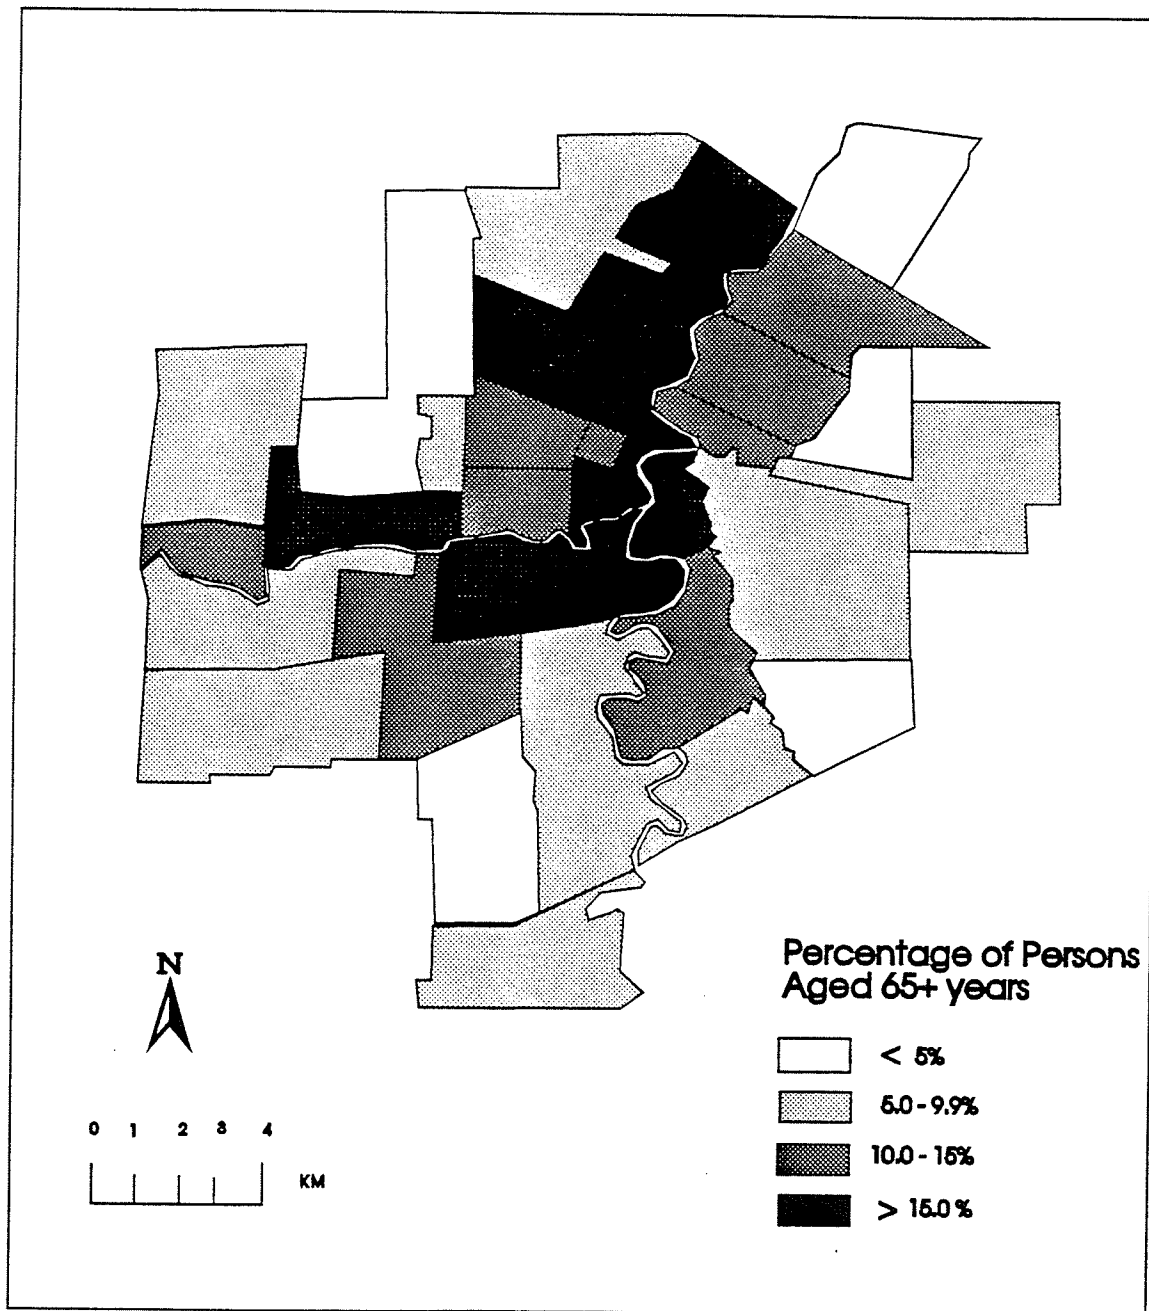 N
0 1 2 3 4
KM
Percentage of Persons
Aged 65+ years
< 5%
5.0 - 9.9%
10.0 - 15%
> 15.0 %